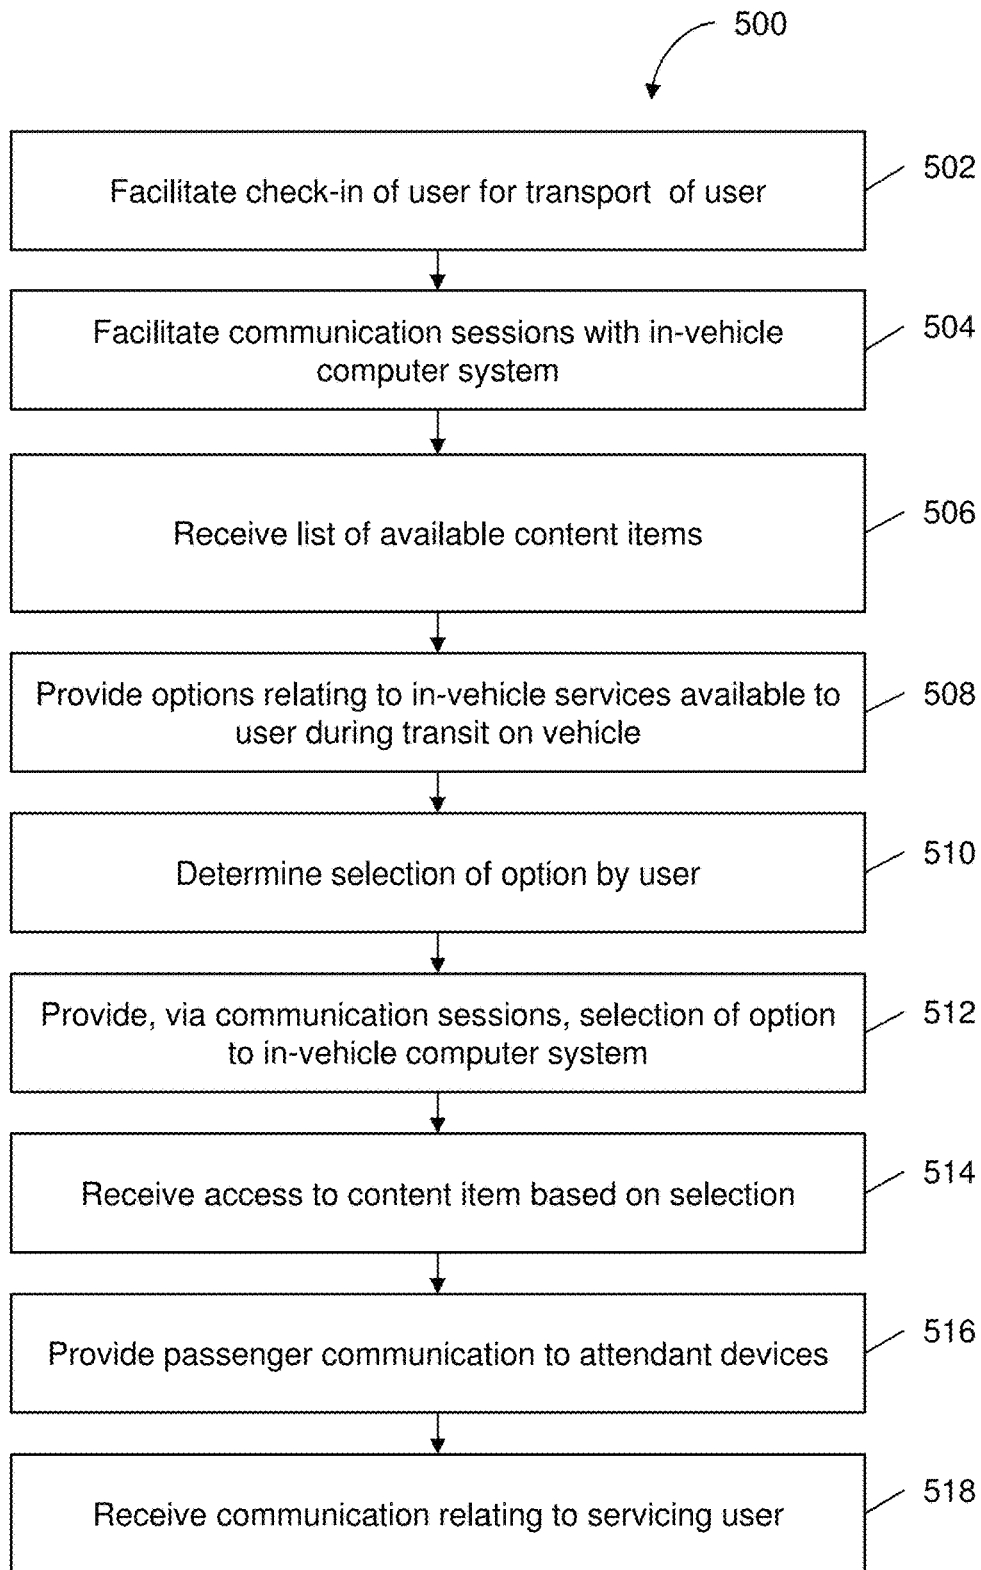 500
Facilitate check-in of user for transport of user
502
Facilitate communication sessions with in-vehicle
computer system
504
Receive list of available content items
506
Provide options relating to in-vehicle services available to
user during transit on vehicle
508
Determine selection of option by user
510
Provide, via communication sessions, selection of option
to in-vehicle computer system
512
Receive access to content item based on selection
514
Provide passenger communication to attendant devices
516
Receive communication relating to servicing user
518